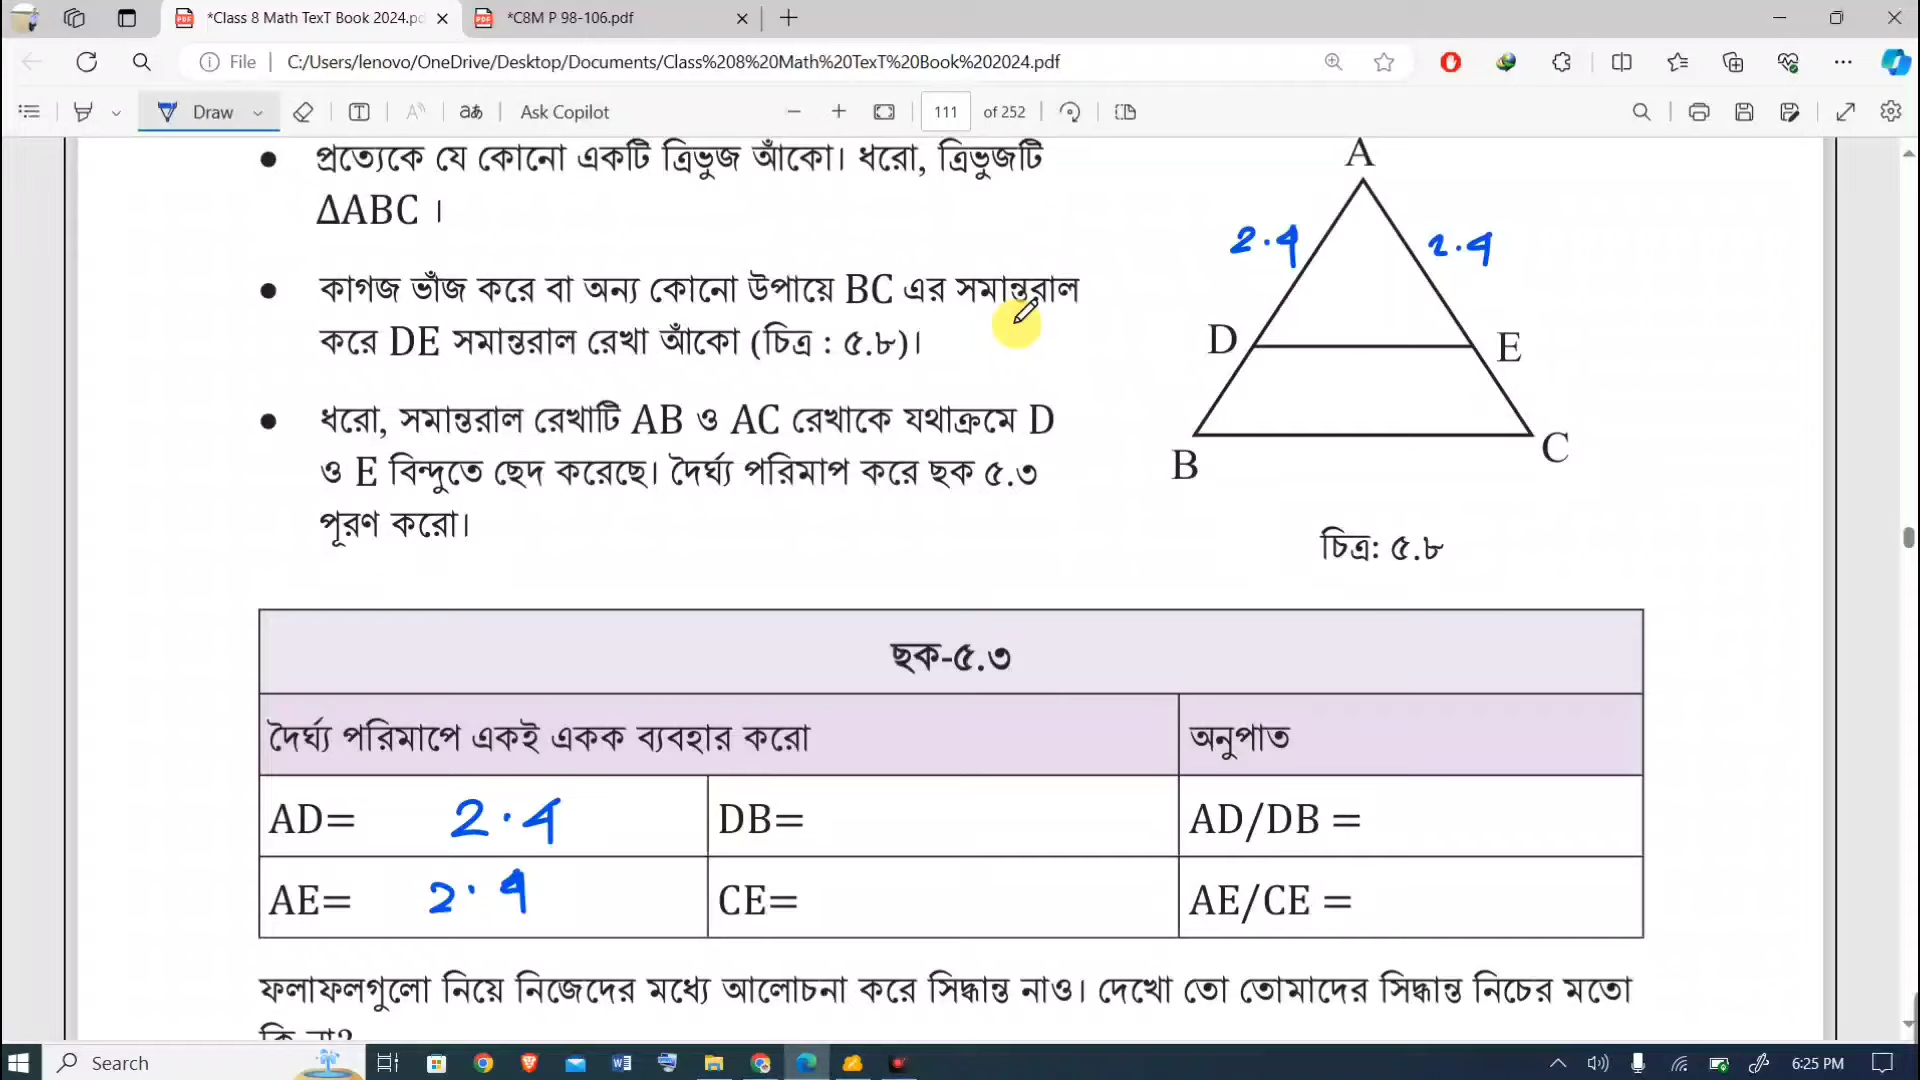 *Class 8 Math TexT Book 2024.pd
*C8M P 98-106.pdf
File
C:/Users/lenovo/OneDrive/Desktop/Documents/Class%208%20Math%20TexT%20Book%202024.pdf
Draw
aあ
Ask Copilot
111
of 252
প্রত্যেকে যে কোনো একটি ত্রিভুজ আঁকো। ধরো, ত্রিভুজটি
ΔABC ।
কাগজ ভাঁজ করে বা অন্য কোনো উপায়ে BC এর সমান্তরাল
করে DE সমান্তরাল রেখা আঁকো (চিত্র : ৫.৮)।
ধরো, সমান্তরাল রেখাটি AB ও AC রেখাকে যথাক্রমে D
ও E বিন্দুতে ছেদ করেছে। দৈর্ঘ্য পরিমাপ করে ছক ৫.৩
পূরণ করো।
A
2.4
2.4
D
E
B
C
চিত্র: ৫.৮
ছক-৫.৩
দৈর্ঘ্য পরিমাপে একই একক ব্যবহার করো
অনুপাত
AD= 2.4
DB=
AD/DB =
AE= 2.4
CE=
AE/CE =
ফলাফলগুলো নিয়ে নিজেদের মধ্যে আলোচনা করে সিদ্ধান্ত নাও। দেখো তো তোমাদের সিদ্ধান্ত নিচের মতো
কি না?
Search
6:25 PM